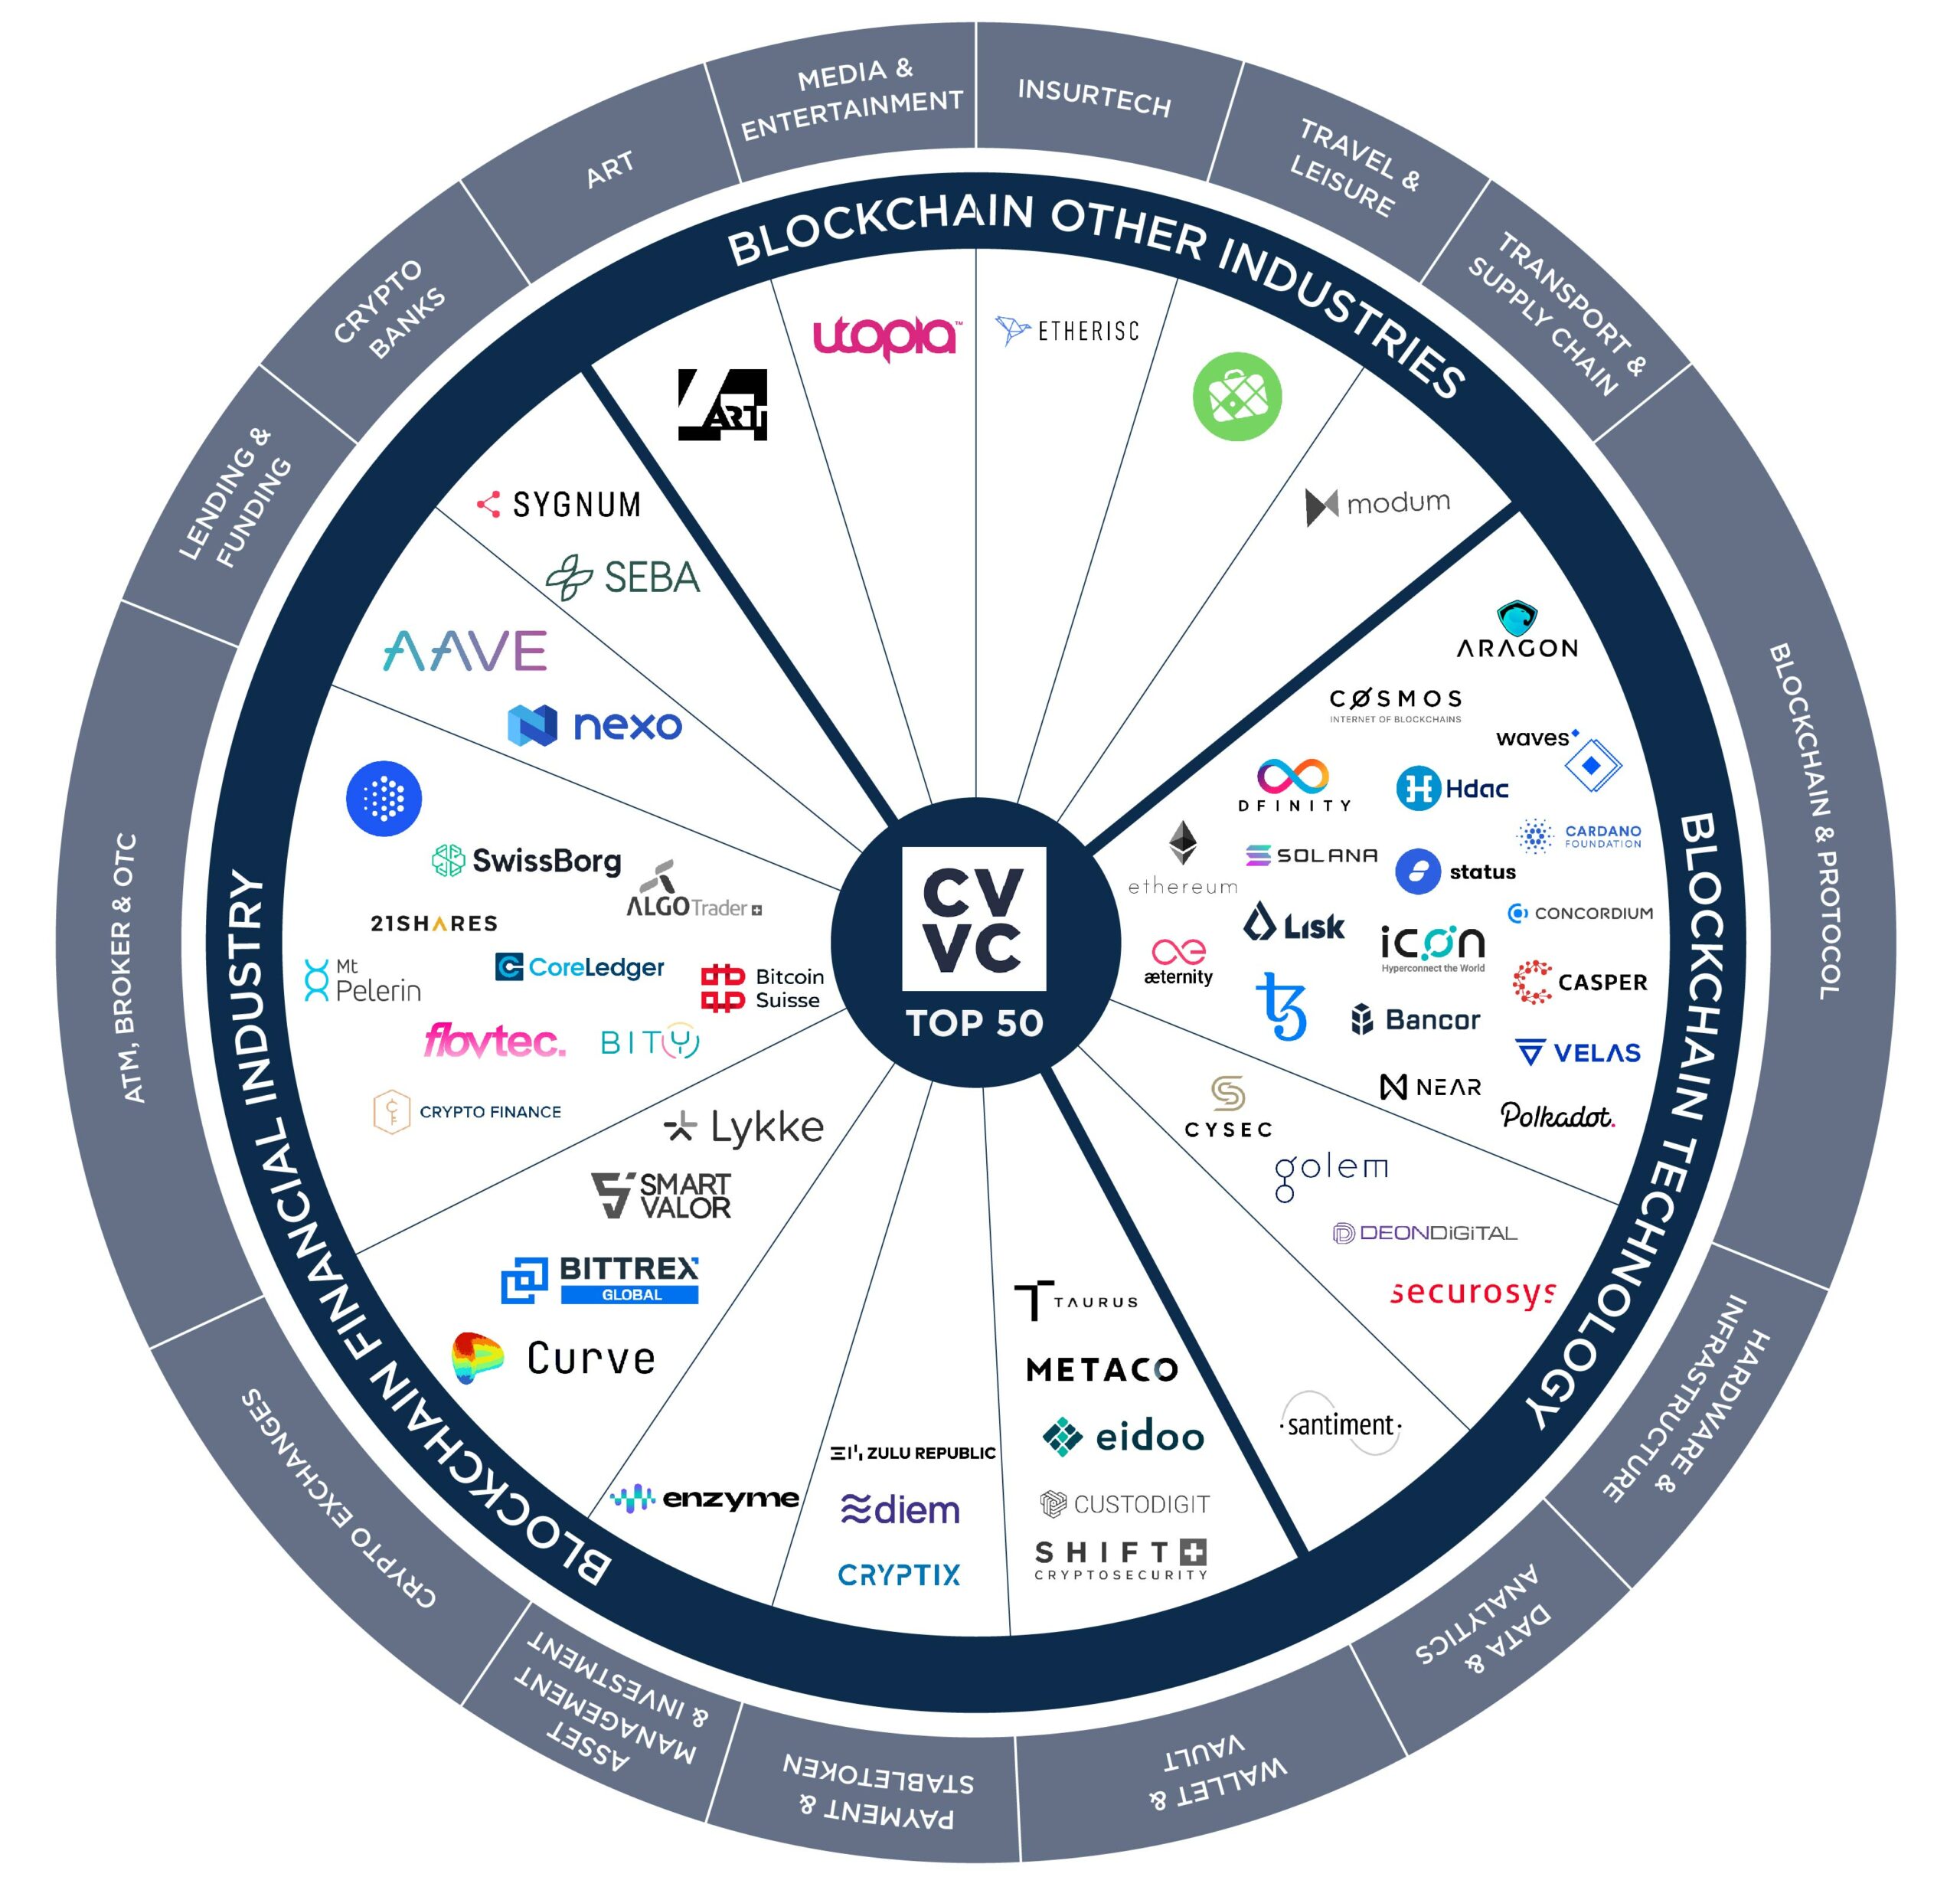 MEDIA &
ENTERTAINMENT
INSURTECH
TRAVEL &
LEISURE
TRANSPORT &
SUPPLY CHAIN
BLOCKCHAIN & PROTOCOL
HARDWARE &
INFRASTRUCTURE
DATA &
ANALYTICS
WALLET &
VAULT
PAYMENT &
STABLETOKEN
ASSET
MANAGEMENT
& INVESTMENT
CRYPTO EXCHANGES
ATM, BROKER & OTC
LENDING &
FUNDING
CRYPTO
BANKS
ART
BLOCKCHAIN OTHER INDUSTRIES
BLOCKCHAIN TECHNOLOGY
BLOCKCHAIN FINANCIAL INDUSTRY
ART
utopia™
ETHERISC
modum
ARAGON
CØSMOS
INTERNET OF BLOCKCHAINS
waves
DFINITY
Hdac
CARDANO
FOUNDATION
ethereum
SOLANA
status
CONCORDIUM
Lisk
icon
Hyperconnect the World
æternity
CASPER
Bancor
VELAS
NEAR
Polkadot.
CYSEC
golem
DEONDiGiTAL
securosys
santiment
TAURUS
METACO
eidoo
CUSTODIGIT
SHIFT
CRYPTOSECURITY
ZULU REPUBLIC
diem
CRYPTIX
enzyme
Lykke
SMART
VALOR
BITTREX
GLOBAL
Curve
SwissBorg
ALGOTrader
21SHARES
Mt
Pelerin
CoreLedger
Bitcoin
Suisse
flovtec.
BITY
CRYPTO FINANCE
AAVE
nexo
SYGNUM
SEBA
CV
VC
TOP 50